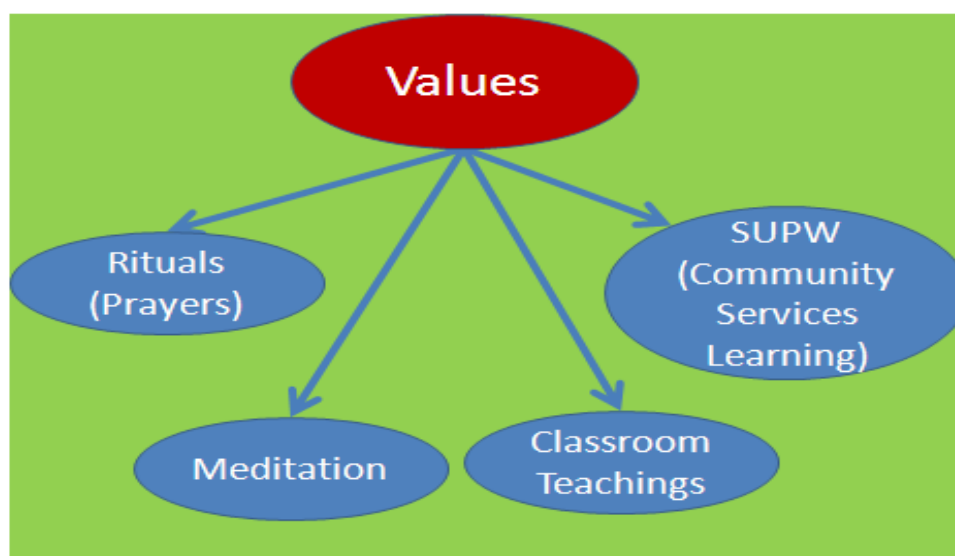 Values
Rituals
(Prayers)
SUPW
(Community
Services
Learning)
Meditation
Classroom
Teachings